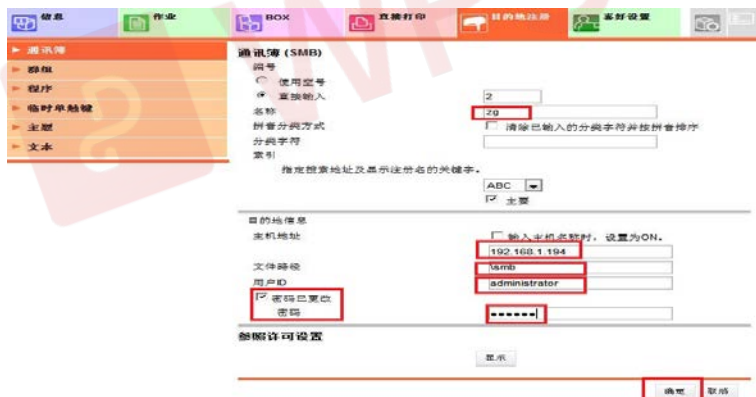 信息 作业 BOX 直接打印 目的地注册 喜好设置
通讯簿
群组
程序
临时单触键
主题
文本
通讯簿 (SMB)
编号
使用空号
直接输入 2
名称 zg
拼音分类方式 清除已输入的分类字符并按拼音排序
分类字符
索引
指定搜索地址及显示注册名的关键字。
ABC
主要
目的地信息
主机地址 输入主机名称时，设置为ON。
192.168.1.194
文件路径 \smb
用户ID administrator
密码已更改
密码 ••••••
参照许可设置
显示
确定 取消